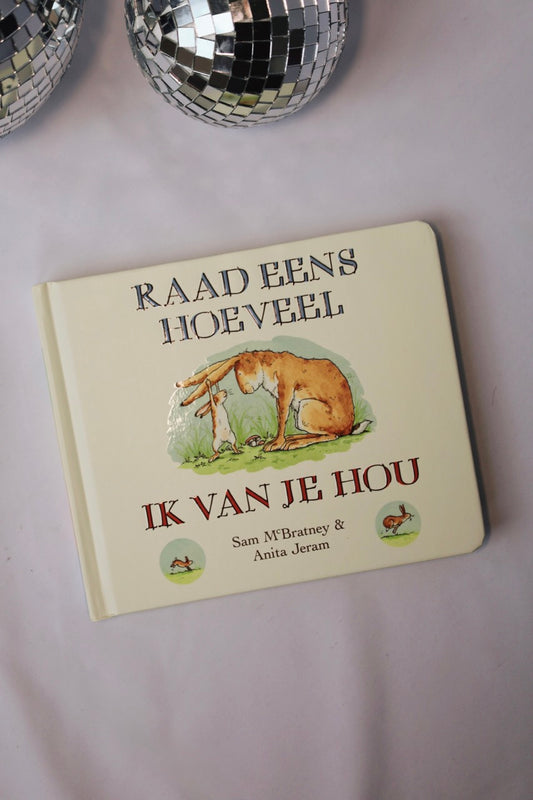 RAAD EENS
HOEVEEL
IK VAN JE HOU
Sam McBratney &
Anita Jeram